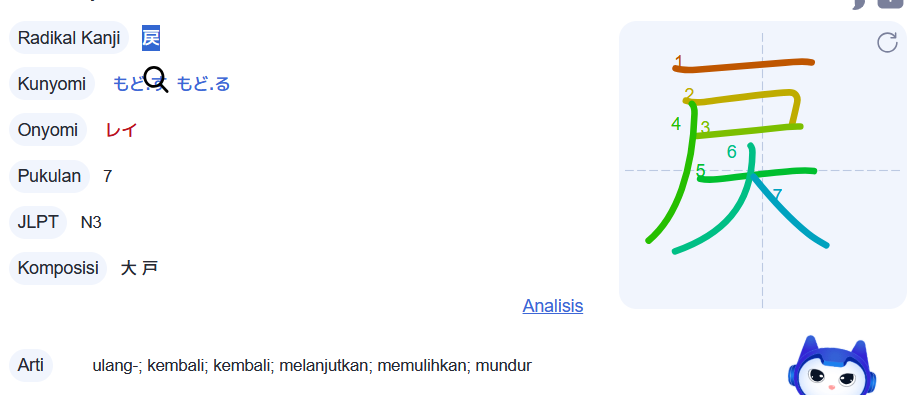 Radikal Kanji 戻
Kunyomi もど.す もど.る
Onyomi レイ
Pukulan 7
JLPT N3
Komposisi 大 戸
Analisis
Arti ulang-; kembali; kembali; melanjutkan; memulihkan; mundur
1
2
3
4
5
6
7
戻